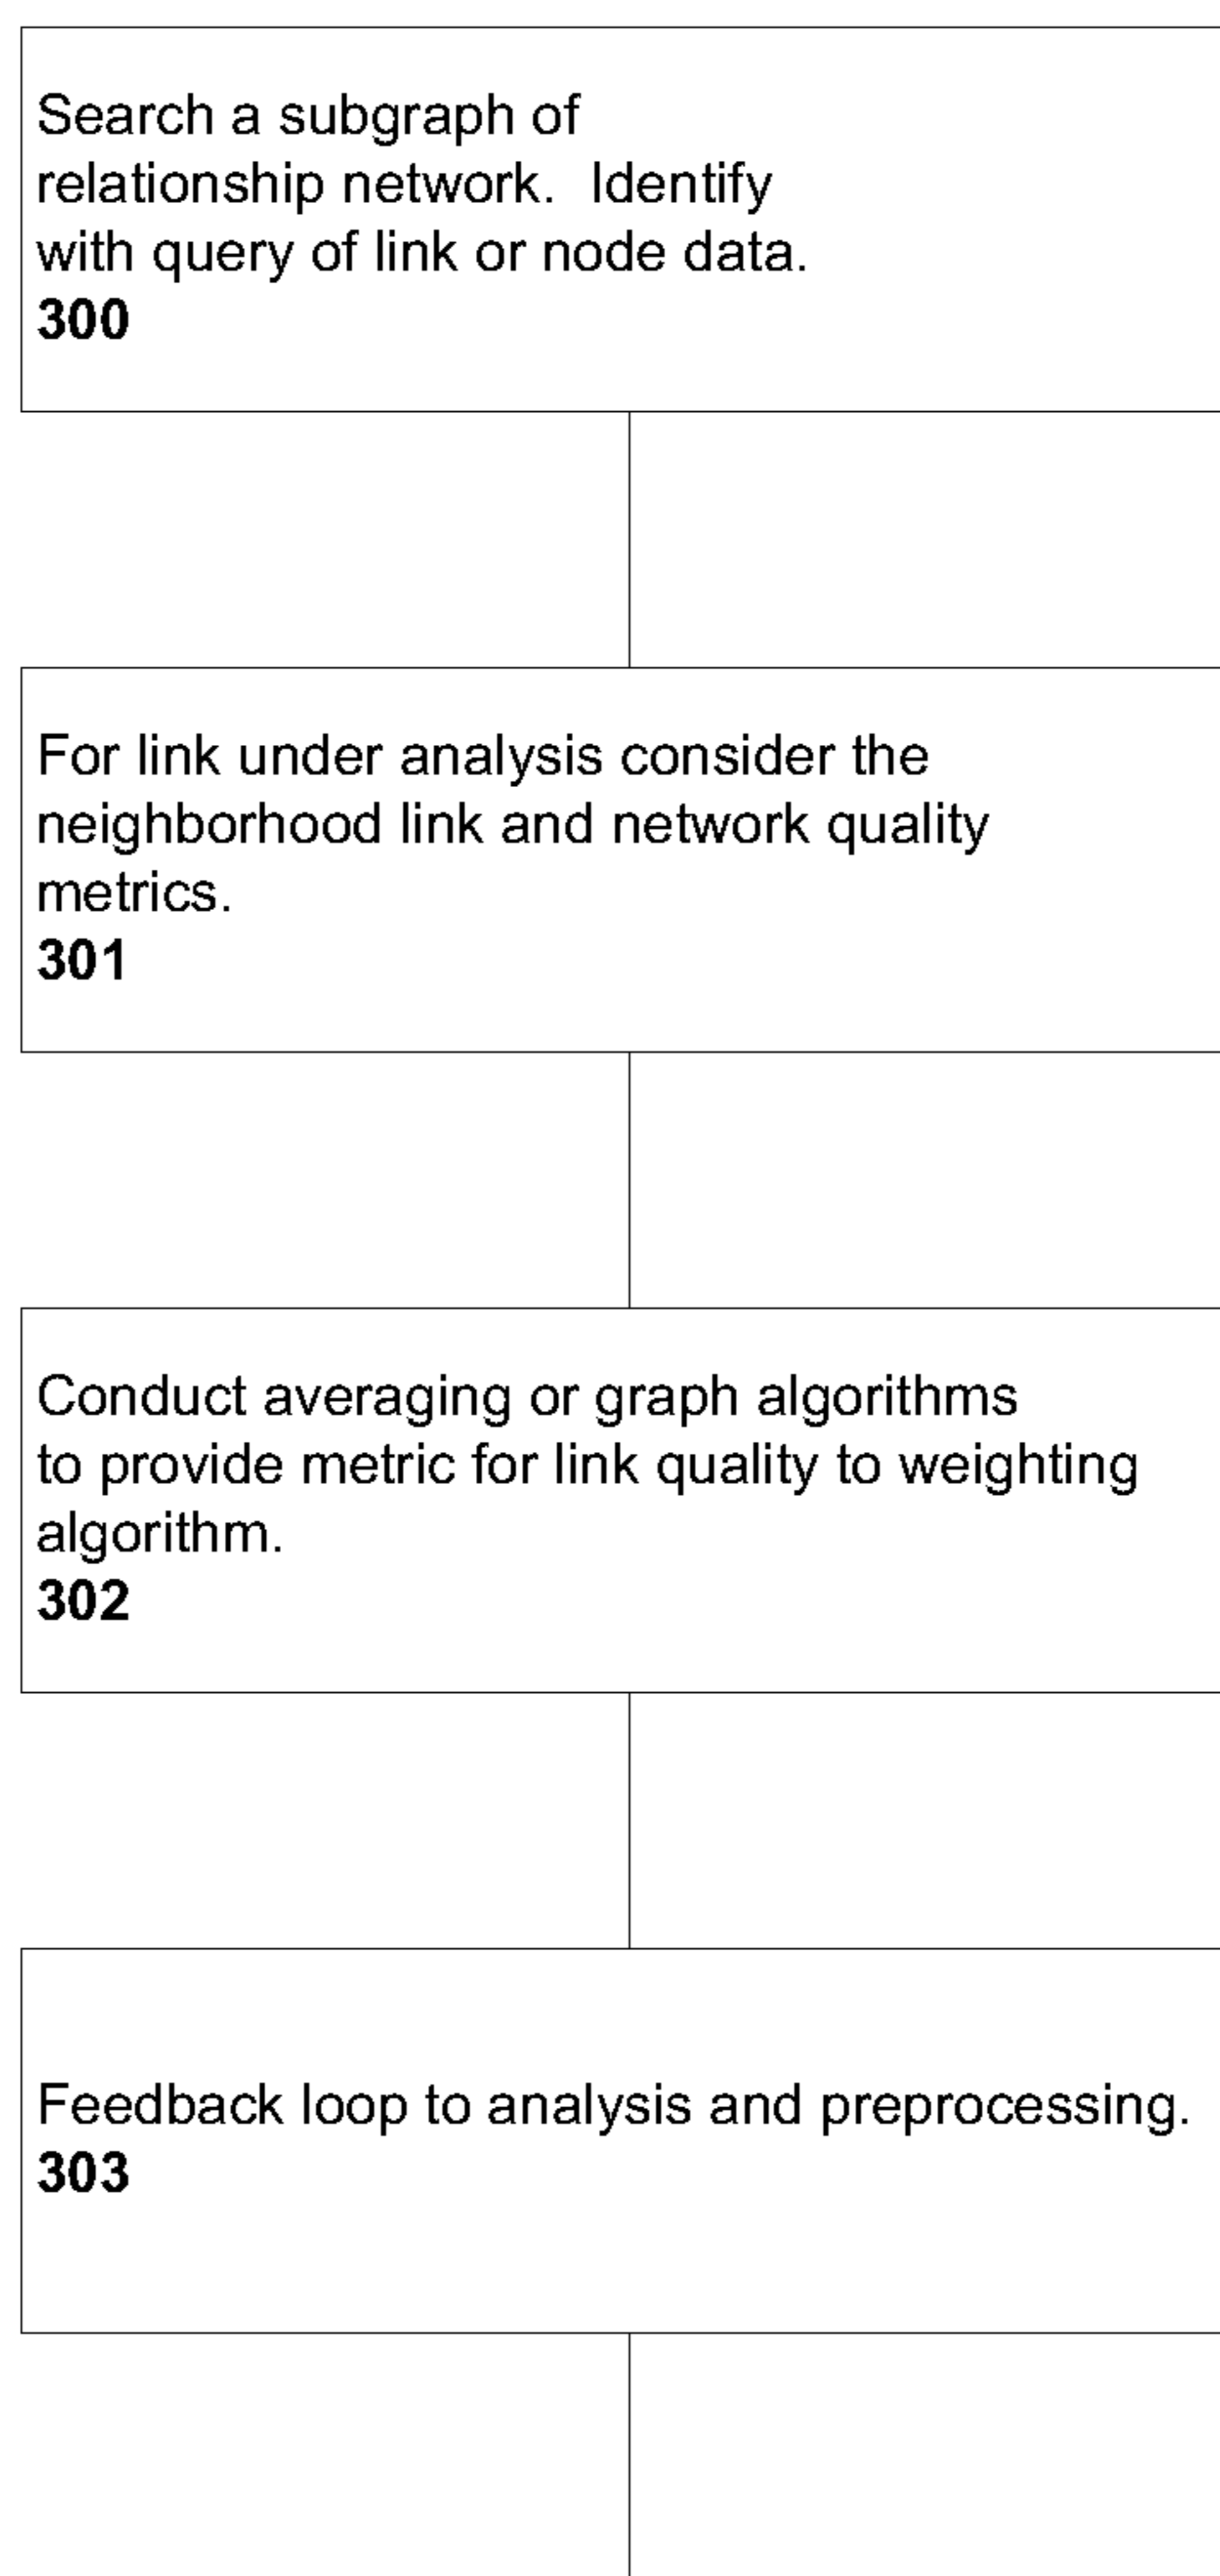 Search a subgraph of
relationship network.  Identify
with query of link or node data.
300
For link under analysis consider the
neighborhood link and network quality
metrics.
301
Conduct averaging or graph algorithms
to provide metric for link quality to weighting
algorithm.
302
Feedback loop to analysis and preprocessing.
303